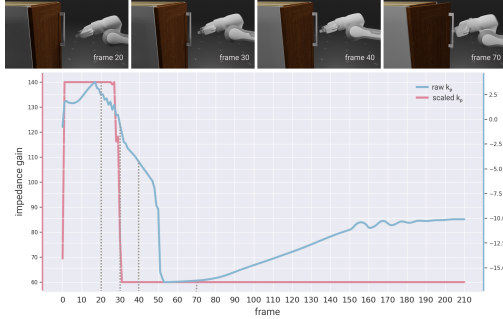 frame 20
frame 30
frame 40
frame 70
raw kp
scaled kp
140
130
120
110
100
90
80
70
60
impedance gain
2.5
0.0
−2.5
−5.0
−7.5
−10.0
−12.5
−15.0
0 10 20 30 40 50 60 70 80 90 100 110 120 130 140 150 160 170 180 190 200 210
frame